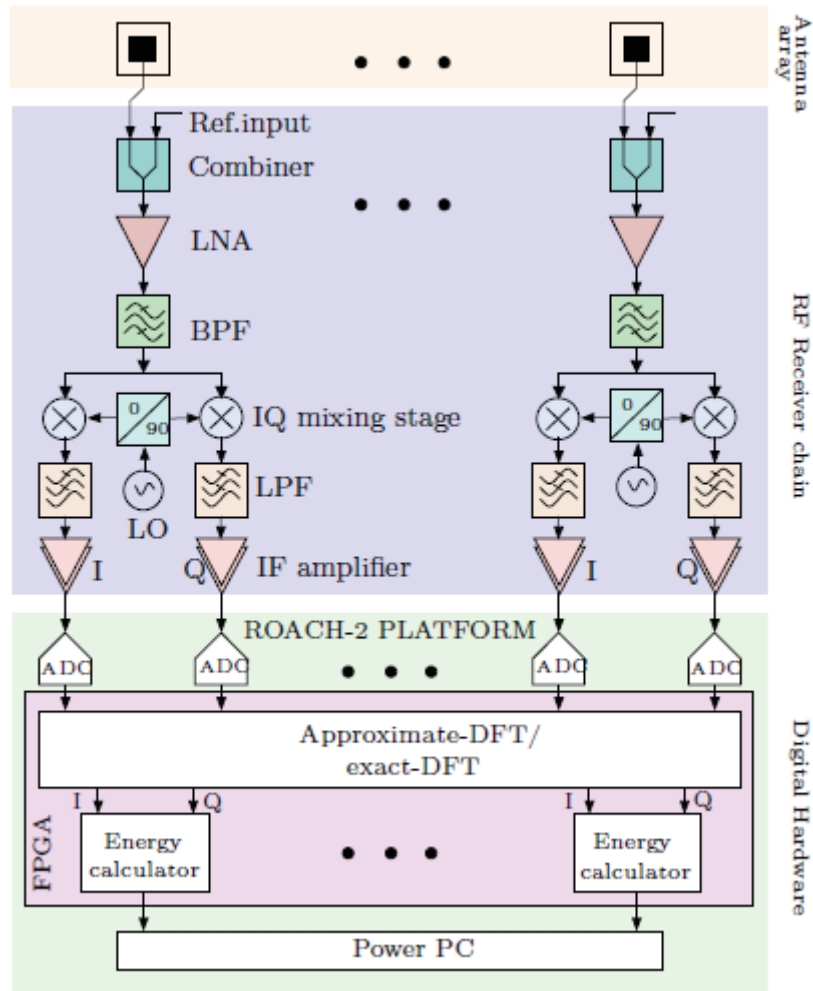 Antenna
array
Ref.input
Combiner
LNA
BPF
0
90
IQ mixing stage
0
90
LPF
LO
I
Q
IF amplifier
I
Q
RF Receiver chain
ROACH-2 PLATFORM
ADC
ADC
ADC
ADC
Approximate-DFT/
exact-DFT
I
Q
I
Q
Energy
calculator
Energy
calculator
FPGA
Power PC
Digital Hardware